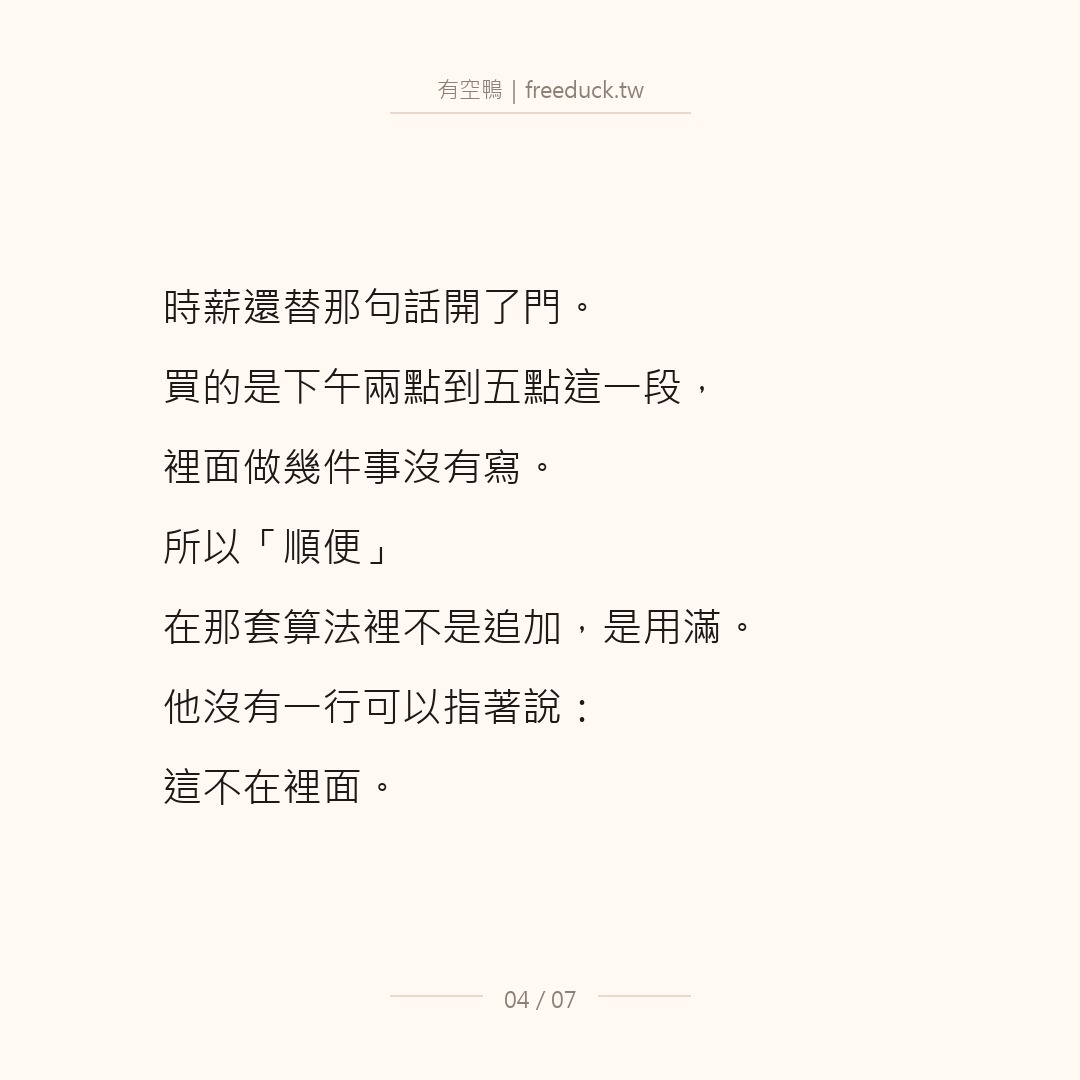 有空鴨 | freeduck.tw
時薪還替那句話開了門。
買的是下午兩點到五點這一段，
裡面做幾件事沒有寫。
所以「順便」
在那套算法裡不是追加，是用滿。
他沒有一行可以指著說：
這不在裡面。
04 / 07